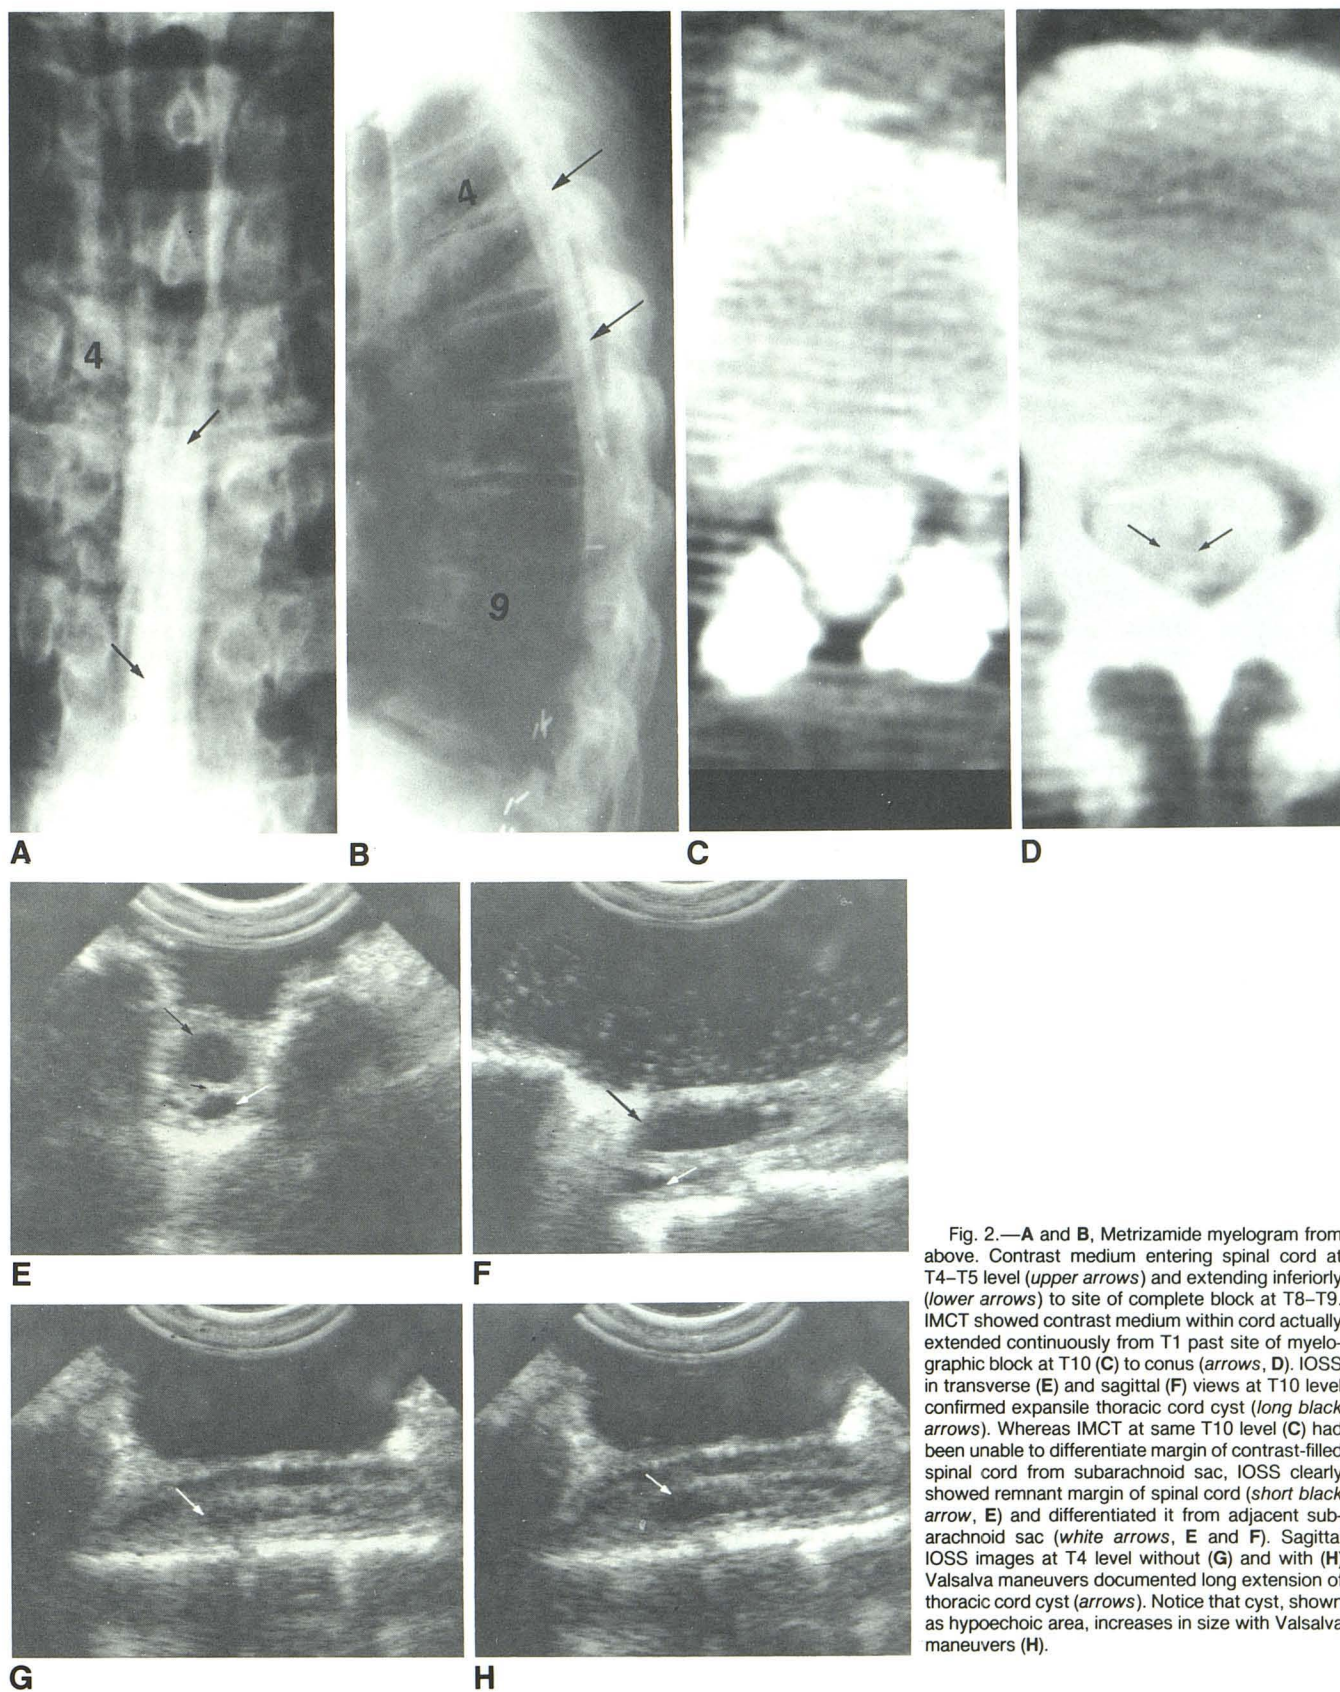 4
4
9
A
B
C
D
E
F
G
H
Fig. 2.—A and B, Metrizamide myelogram from
above. Contrast medium entering spinal cord at
T4–T5 level (upper arrows) and extending inferiorly
(lower arrows) to site of complete block at T8–T9.
IMCT showed contrast medium within cord actually
extended continuously from T1 past site of myelo-
graphic block at T10 (C) to conus (arrows, D). IOSS
in transverse (E) and sagittal (F) views at T10 level
confirmed expansile thoracic cord cyst (long black
arrows). Whereas IMCT at same T10 level (C) had
been unable to differentiate margin of contrast-filled
spinal cord from subarachnoid sac, IOSS clearly
showed remnant margin of spinal cord (short black
arrow, E) and differentiated it from adjacent sub-
arachnoid sac (white arrows, E and F). Sagitta
IOSS images at T4 level without (G) and with (H)
Valsalva maneuvers documented long extension of
thoracic cord cyst (arrows). Notice that cyst, shown
as hypoechoic area, increases in size with Valsalva
maneuvers (H).